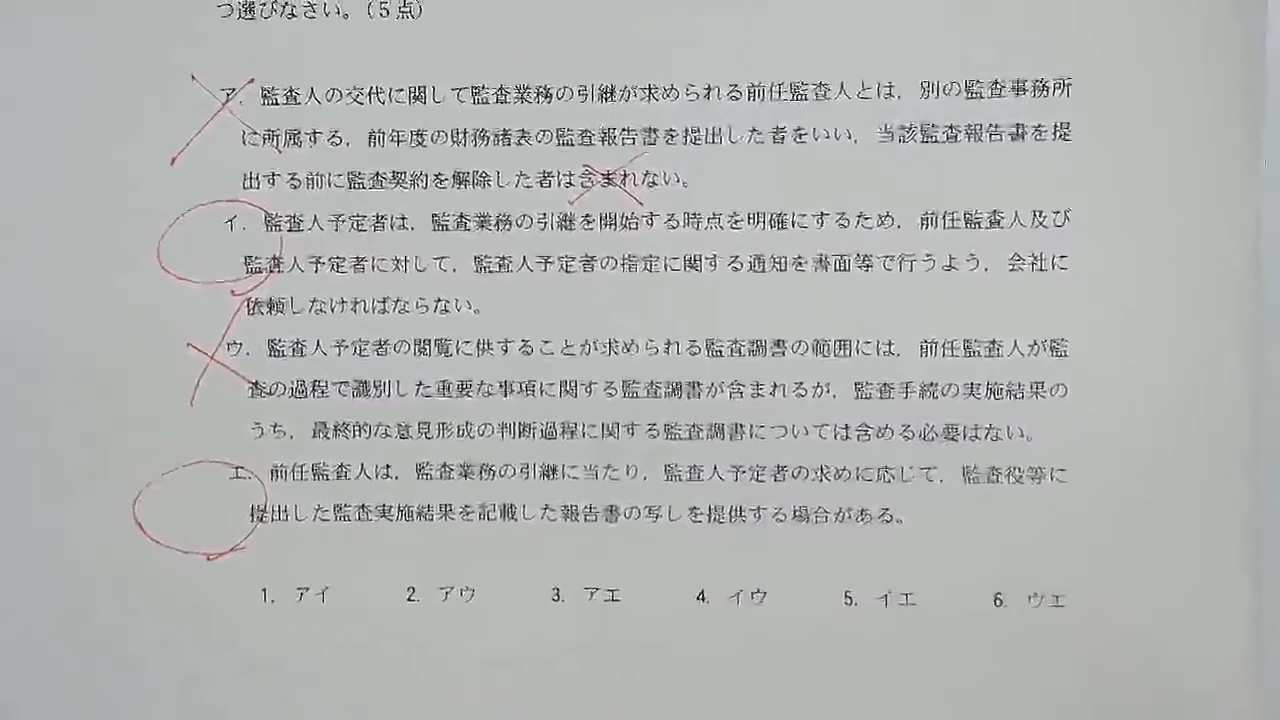 つ選びなさい。(5点)
ア. 監査人の交代に関して監査業務の引継が求められる前任監査人とは, 別の監査事務所
に所属する, 前年度の財務諸表の監査報告書を提出した者をいい, 当該監査報告書を提
出する前に監査契約を解除した者は含まれない。
イ. 監査人予定者は, 監査業務の引継を開始する時点を明確にするため, 前任監査人及び
監査人予定者に対して, 監査人予定者の指定に関する通知を書面等で行うよう, 会社に
依頼しなければならない。
ウ. 監査人予定者の閲覧に供することが求められる監査調書の範囲には, 前任監査人が監
査の過程で識別した重要な事項に関する監査調書が含まれるが, 監査手続の実施結果の
うち, 最終的な意見形成の判断過程に関する監査調書については含める必要はない。
エ. 前任監査人は, 監査業務の引継に当たり, 監査人予定者の求めに応じて, 監査役等に
提出した監査実施結果を記載した報告書の写しを提供する場合がある。
1. アイ 2. アウ 3. アエ 4. イウ 5. イエ 6. ウエ